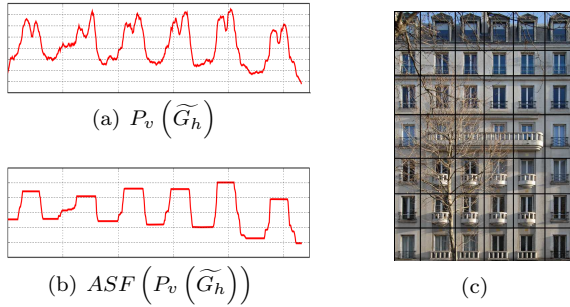 (a) $P_v\left(\widetilde{G_h}\right)$
(b) $ASF\left(P_v\left(\widetilde{G_h}\right)\right)$
(c)